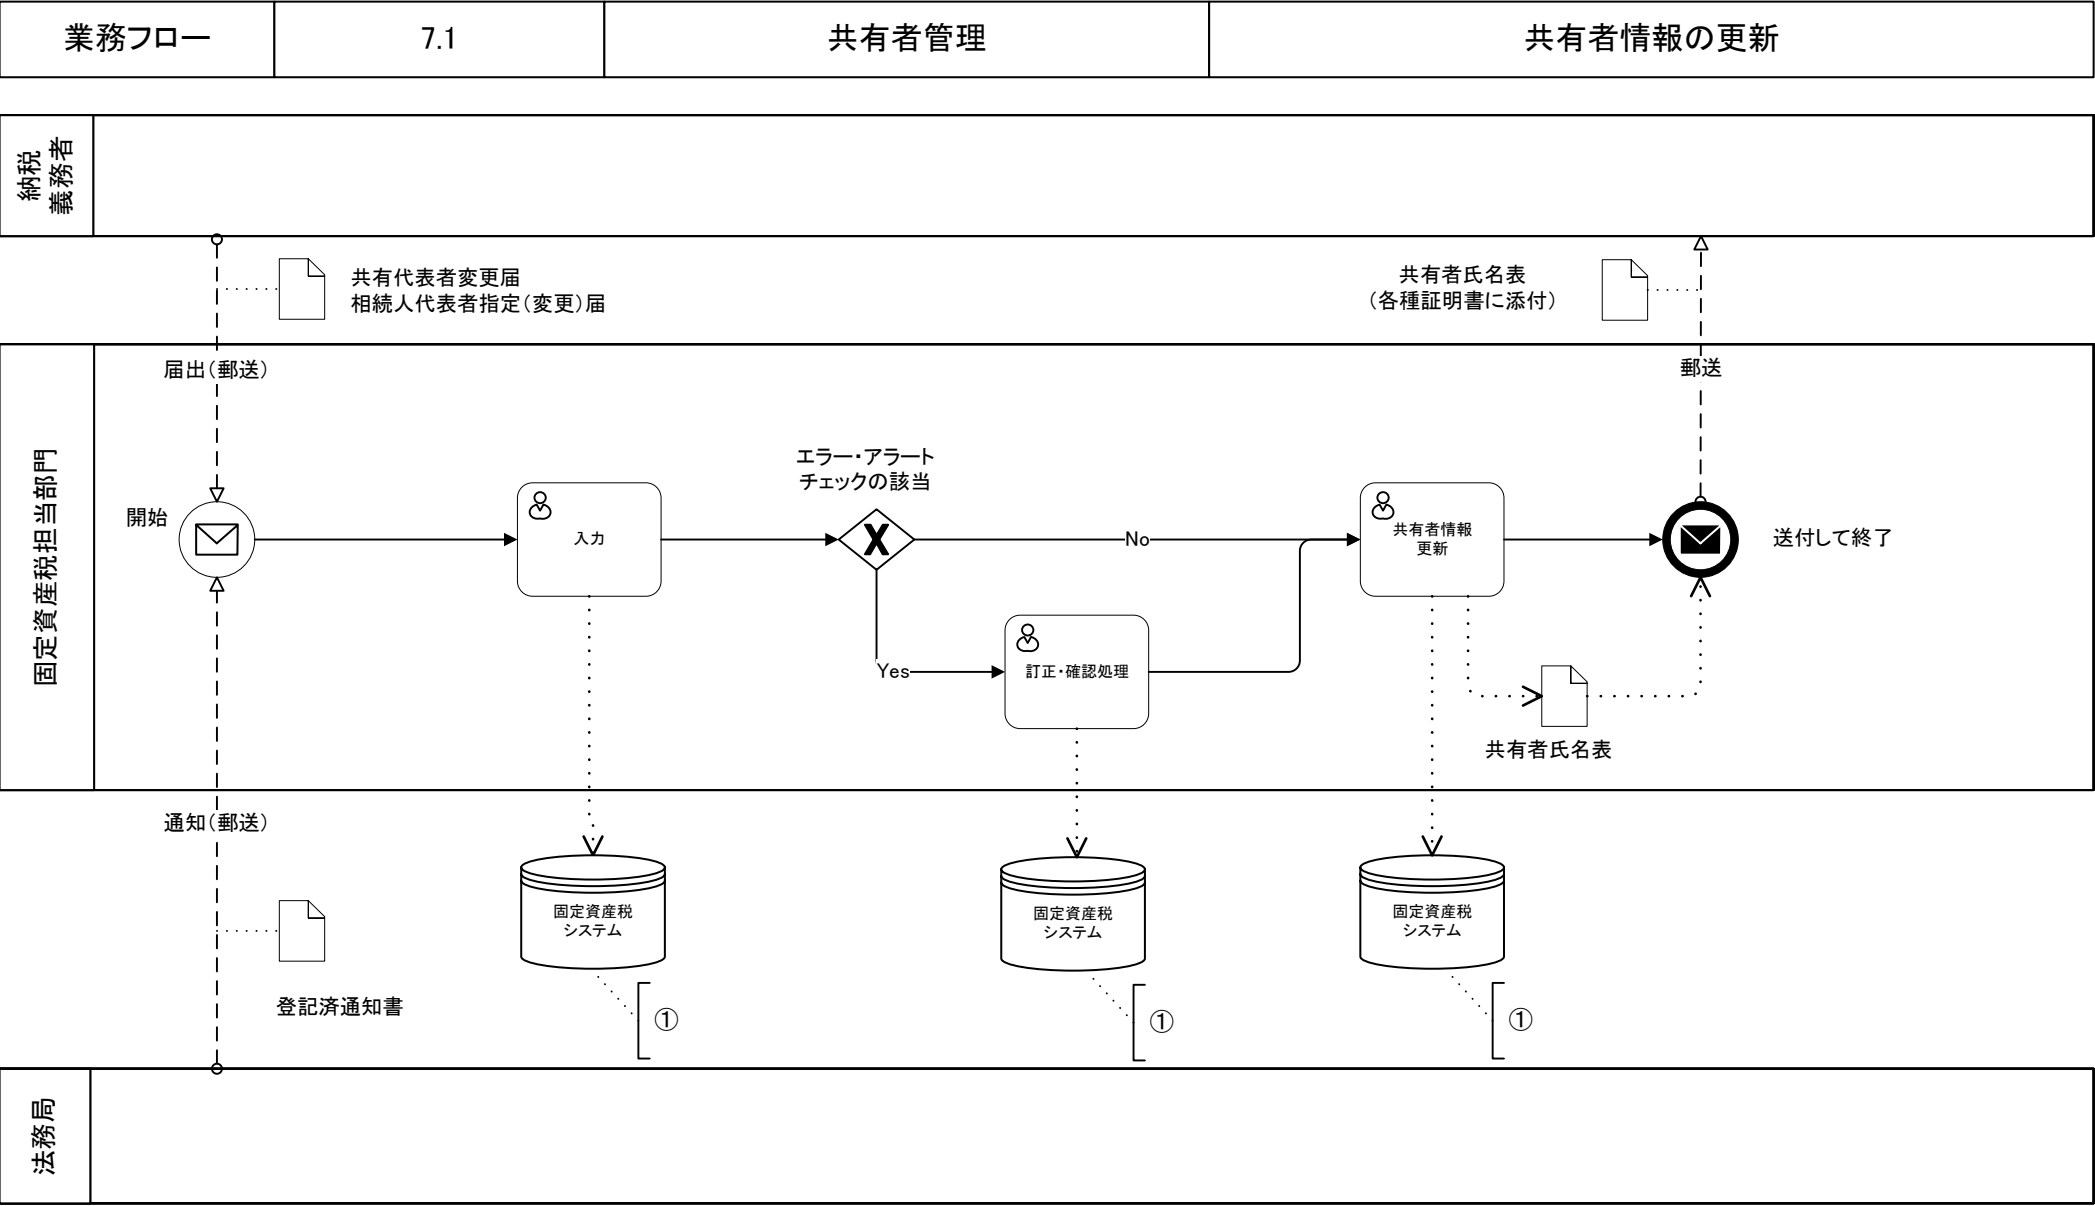 業務フロー
7.1
共有者管理
共有者情報の更新
納税
義務者
共有代表者変更届
相続人代表者指定（変更）届
共有者氏名表
（各種証明書に添付）
固定資産税担当部門
届出（郵送）
郵送
開始
入力
エラー・アラート
チェックの該当
No
Yes
訂正・確認処理
共有者情報
更新
送付して終了
共有者氏名表
通知（郵送）
登記済通知書
固定資産税
システム
①
固定資産税
システム
①
固定資産税
システム
①
法務局